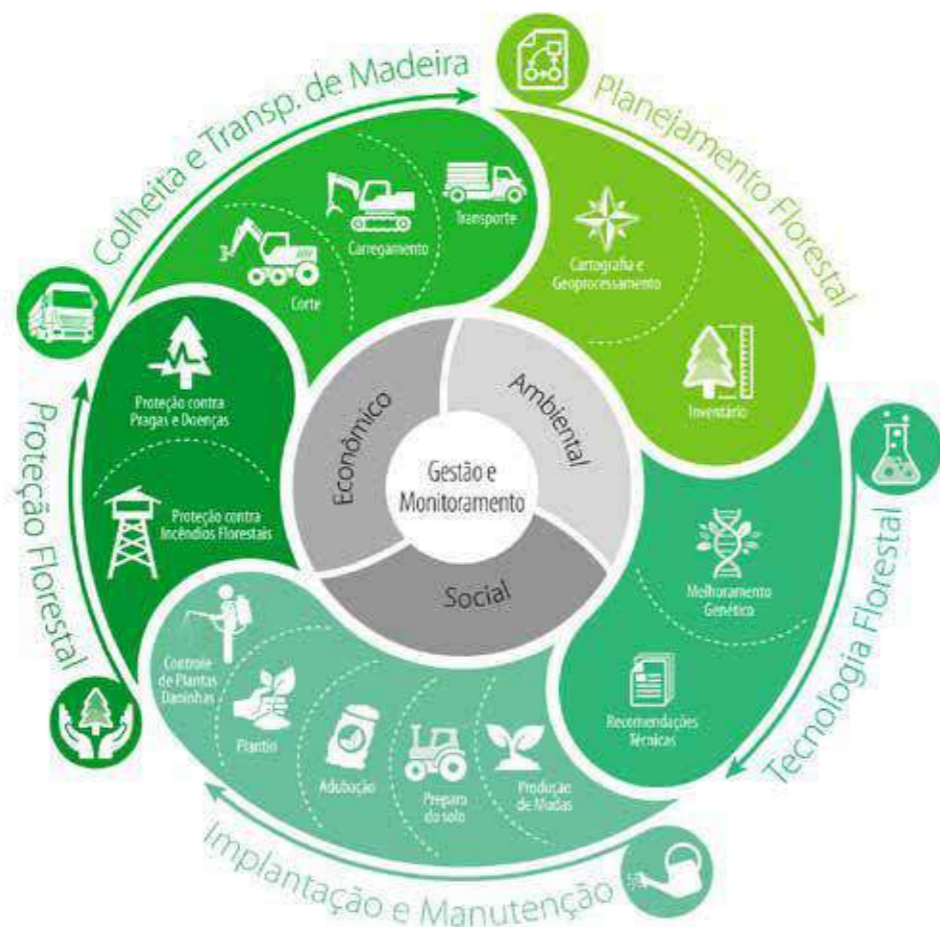 Colheita e Transp. de Madeira
Planejamento Florestal
Transporte
Carregamento
Corte
Cartografia e
Geoprocessamento
Inventário
Proteção Florestal
Proteção contra
Pragas e Doenças
Proteção contra
Incêndios Florestais
Econômico
Ambiental
Social
Gestão e
Monitoramento
Tecnologia Florestal
Melhoramento
Genético
Recomendações
Técnicas
Controle
de Plantas
Daninhas
Plantio
Adubação
Preparo
do solo
Produção
de Mudas
Implantação e Manutenção